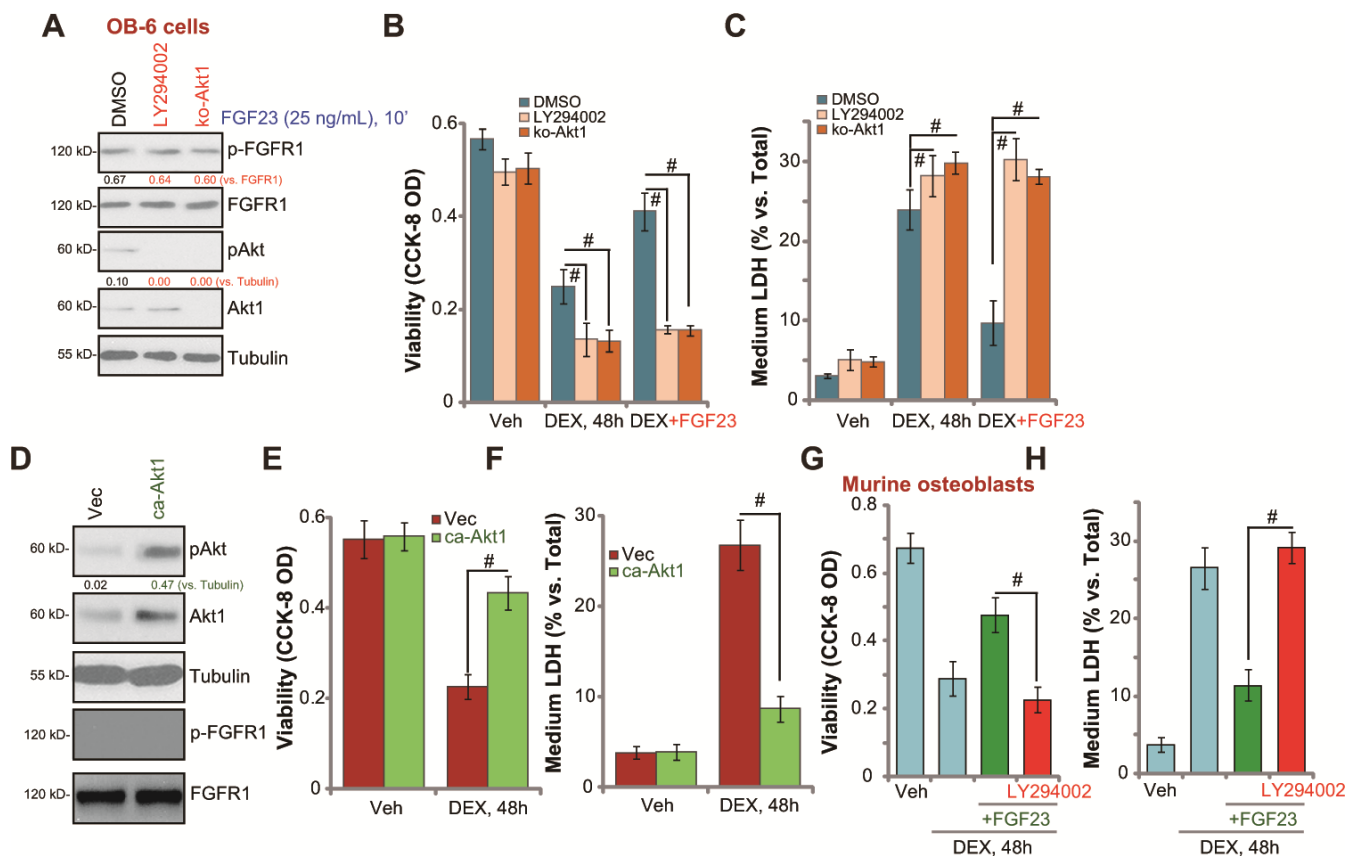 A
OB-6 cells
DMSO
LY294002
ko-Akt1
FGF23 (25 ng/mL), 10'
120 kD-
p-FGFR1
0.67 0.64 0.60 (vs. FGFR1)
120 kD-
FGFR1
60 kD-
pAkt
0.10 0.00 0.00 (vs. Tubulin)
60 kD-
Akt1
55 kD-
Tubulin
B
DMSO
LY294002
ko-Akt1
Viability (CCK-8 OD)
0.6
0.4
0.2
0
#
#
#
#
Veh
DEX, 48h
DEX+FGF23
C
DMSO
LY294002
ko-Akt1
Medium LDH (% vs. Total)
30
20
10
0
#
#
#
#
Veh
DEX, 48h
DEX+FGF23
D
Vec
ca-Akt1
60 kD-
pAkt
0.02 0.47 (vs. Tubulin)
60 kD-
Akt1
55 kD-
Tubulin
120 kD-
p-FGFR1
120 kD-
FGFR1
E
Vec
ca-Akt1
Viability (CCK-8 OD)
0.6
0.4
0.2
0
#
Veh
DEX, 48h
F
Vec
ca-Akt1
Medium LDH (% vs. Total)
30
20
10
0
#
Veh
DEX, 48h
G
Murine osteoblasts
Viability (CCK-8 OD)
0.8
0.6
0.4
0.2
0
#
Veh
LY294002
+FGF23
DEX, 48h
H
Medium LDH (% vs. Total)
30
20
10
0
#
Veh
LY294002
+FGF23
DEX, 48h